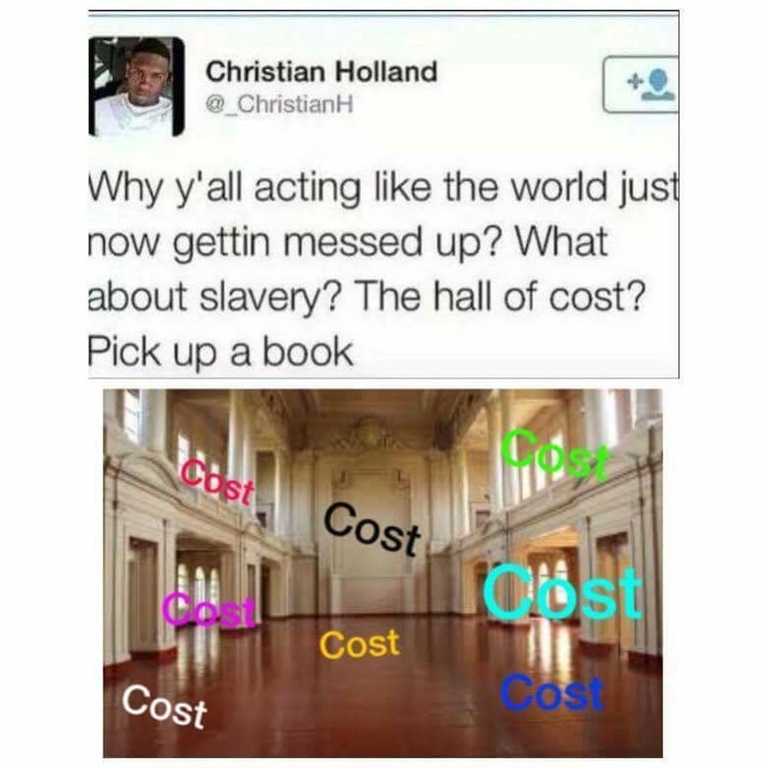 Christian Holland
@_ChristianH
Why y'all acting like the world just
now gettin messed up? What
about slavery? The hall of cost?
Pick up a book
Cost
Cost
Cost
Cost
Cost
Cost
Cost
Cost